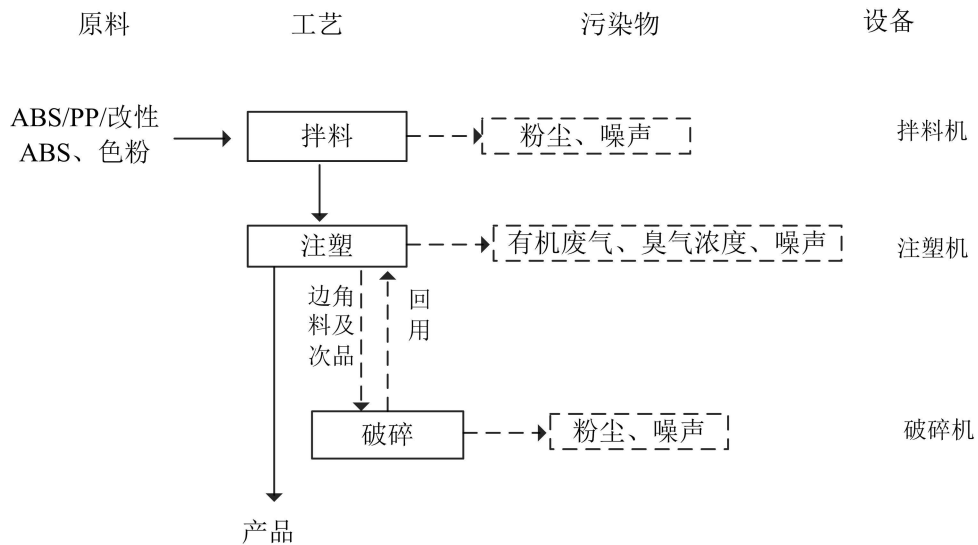 原料 工艺 污染物 设备
ABS/PP/改性
ABS、色粉
拌料
粉尘、噪声
拌料机
注塑
有机废气、臭气浓度、噪声
注塑机
边角
料及
次品
回
用
破碎
粉尘、噪声
破碎机
产品